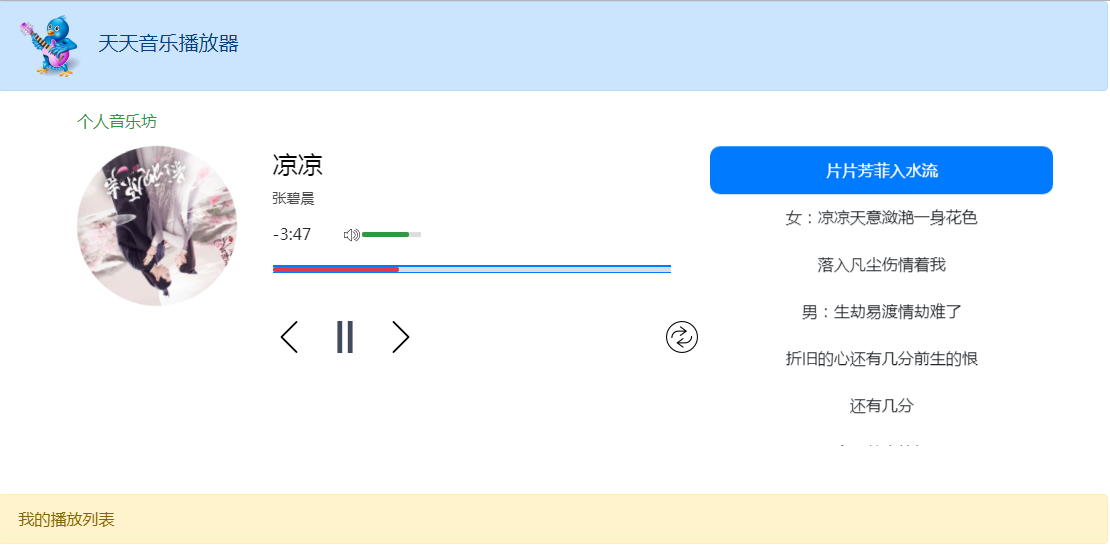 天天音乐播放器
个人音乐坊
凉凉
张碧晨
-3:47
片片芳菲入水流
女：凉凉天意潋滟一身花色
落入凡尘伤情着我
男：生劫易渡情劫难了
折旧的心还有几分前生的恨
还有几分
我的播放列表